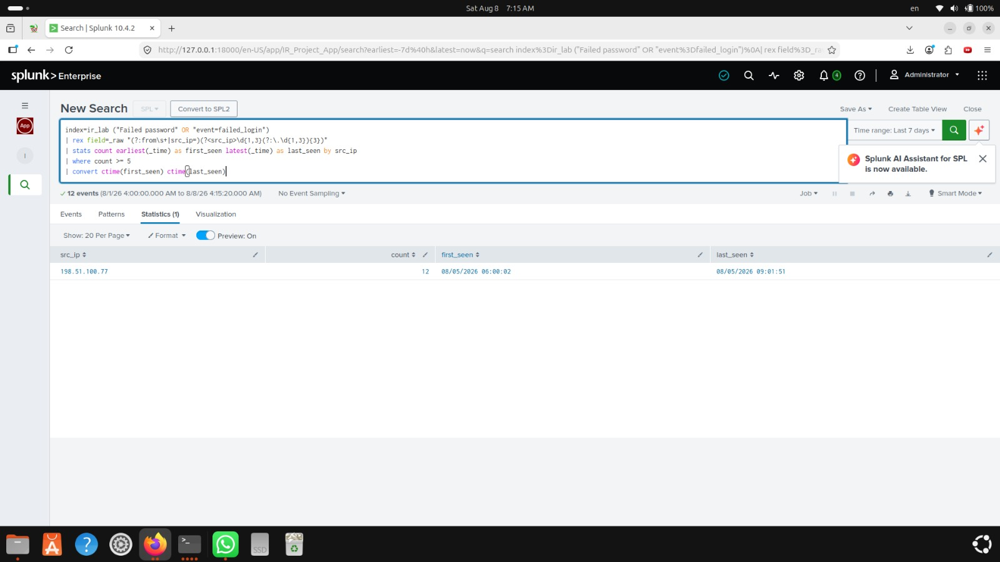 Sat Aug 8 7:15 AM
en
100%
Search | Splunk 10.4.2
http://127.0.0.1:18000/en-US/app/IR_Project_App/search?earliest=-7d%40h&latest=now&q=search index%3Dir_lab ("Failed password" OR "event%3Dfailed_login")%0A| rex field%3D_ra
splunk>Enterprise
4
Administrator
App
New Search
SPL
Convert to SPL2
Save As
Create Table View
Close
index=ir_lab ("Failed password" OR "event=failed_login")
| rex field=_raw "(?:from\s+|src_ip=)(?<src_ip>\d{1,3}(?:\.\d{1,3}){3})"
| stats count earliest(_time) as first_seen latest(_time) as last_seen by src_ip
| where count >= 5
| convert ctime(first_seen) ctime(last_seen)
Time range: Last 7 days
Splunk AI Assistant for SPL
is now available.
I
12 events (8/1/26 4:00:00.000 AM to 8/8/26 4:15:20.000 AM)
No Event Sampling
Job
Smart Mode
Events
Patterns
Statistics (1)
Visualization
Show: 20 Per Page
Format
Preview: On
src_ip
count
first_seen
last_seen
198.51.100.77
12
08/05/2026 06:00:02
08/05/2026 09:01:51
SSD